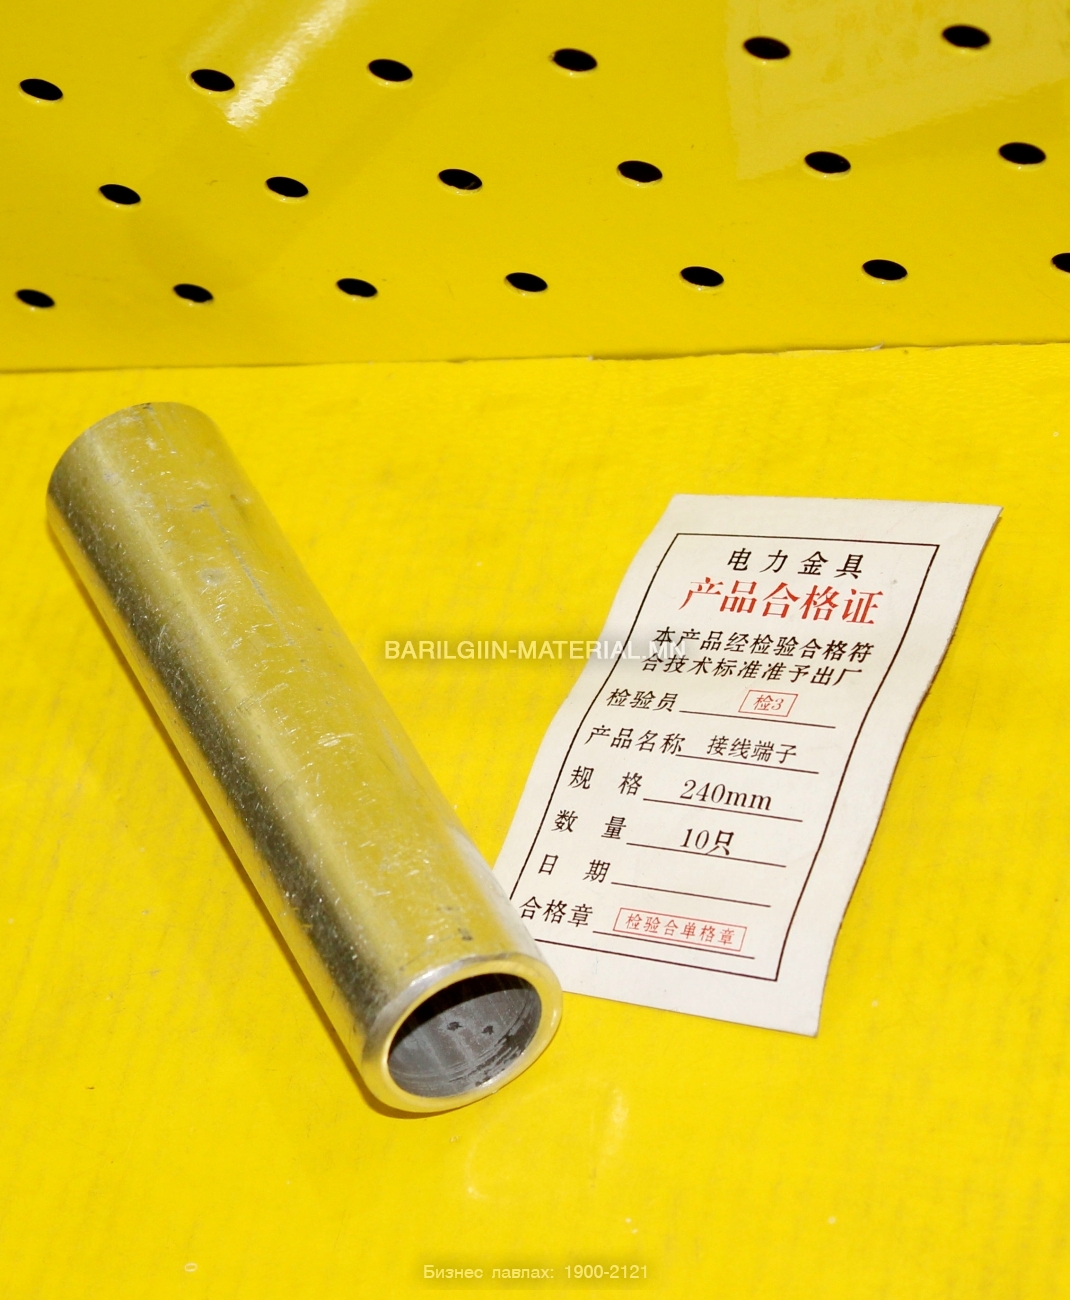 电力金具
产品合格证
本产品经检验合格符
合技术标准准予出厂
BARILGIIN-MATERIAL.MN
检验员 检3
产品名称 接线端子
规 格 240mm
数 量 10只
日 期
合格章 检验合单格章
Бизнес лавлах: 1900-2121